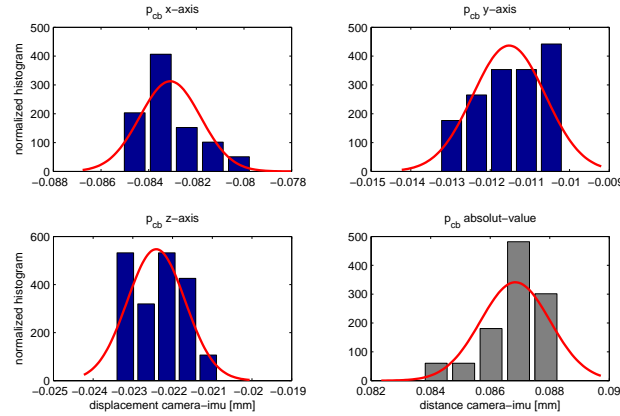 p_cb x-axis
p_cb y-axis
normalized histogram
500
400
300
200
100
0
−0.088 −0.086 −0.084 −0.082 −0.08 −0.078
500
400
300
200
100
0
−0.015 −0.014 −0.013 −0.012 −0.011 −0.01 −0.009
p_cb z-axis
p_cb absolut-value
normalized histogram
600
400
200
0
−0.025 −0.024 −0.023 −0.022 −0.021 −0.02 −0.019
displacement camera-imu [mm]
500
400
300
200
100
0
0.082 0.084 0.086 0.088 0.09
distance camera-imu [mm]